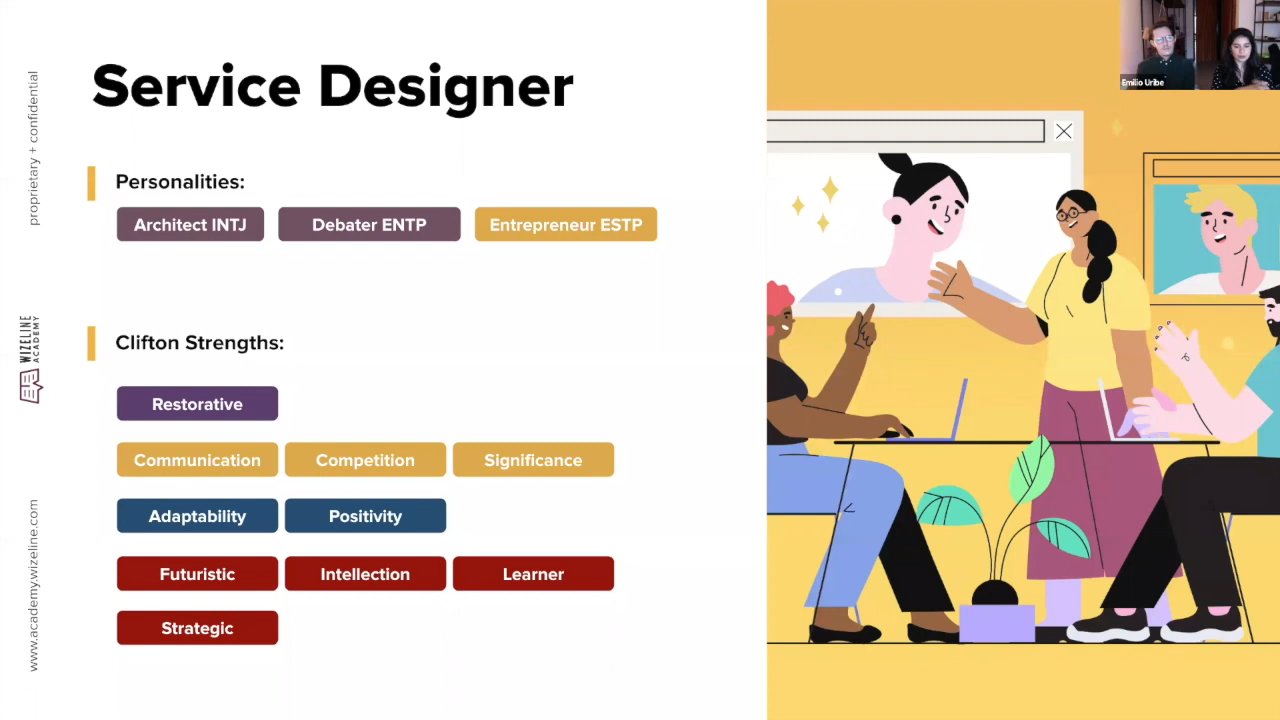 Service Designer
Personalities:
Architect INTJ
Debater ENTP
Entrepreneur ESTP
Clifton Strengths:
Restorative
Communication
Competition
Significance
Adaptability
Positivity
Futuristic
Intellection
Learner
Strategic
proprietary + confidential
WIZELINE
ACADEMY
www.academy.wizeline.com
Emilio Uribe